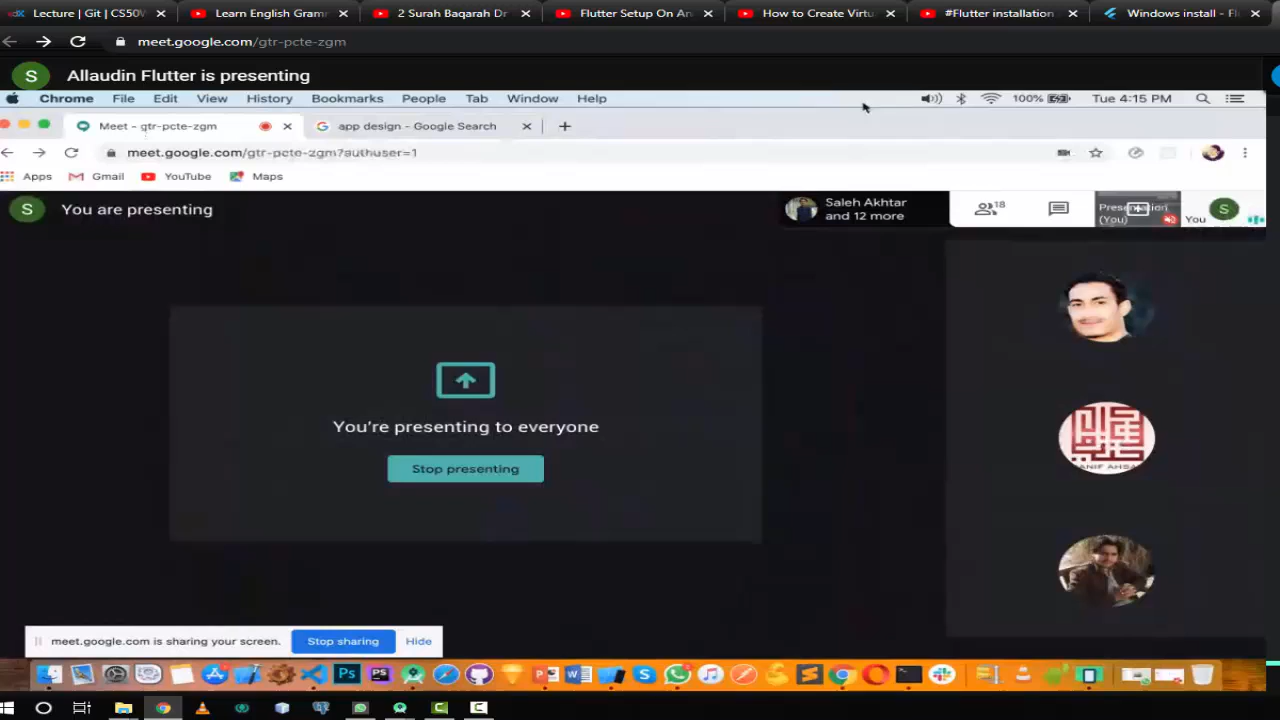 Lecture | Git | CS50W
Learn English Gram
2 Surah Baqarah Dr
Flutter Setup On An
How to Create Virtu
#Flutter installation
Windows install - Fl
meet.google.com/gtr-pcte-zgm
S
Allaudin Flutter is presenting
Chrome File Edit View History Bookmarks People Tab Window Help
100%
Tue 4:15 PM
Meet - gtr-pcte-zgm
app design - Google Search
meet.google.com/gtr-pcte-zgm?authuser=1
Apps Gmail YouTube Maps
S
You are presenting
Saleh Akhtar
and 12 more
18
Presentation
(You)
You
S
You're presenting to everyone
Stop presenting
meet.google.com is sharing your screen.
Stop sharing
Hide
Ps
PS